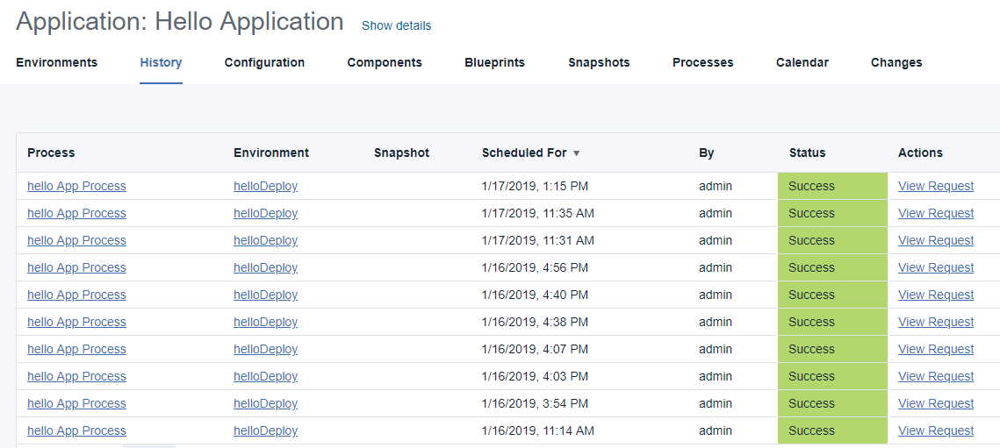 Application: Hello Application Show details
Environments History Configuration Components Blueprints Snapshots Processes Calendar Changes
Process Environment Snapshot Scheduled For By Status Actions
hello App Process helloDeploy 1/17/2019, 1:15 PM admin Success View Request
hello App Process helloDeploy 1/17/2019, 11:35 AM admin Success View Request
hello App Process helloDeploy 1/17/2019, 11:31 AM admin Success View Request
hello App Process helloDeploy 1/16/2019, 4:56 PM admin Success View Request
hello App Process helloDeploy 1/16/2019, 4:40 PM admin Success View Request
hello App Process helloDeploy 1/16/2019, 4:38 PM admin Success View Request
hello App Process helloDeploy 1/16/2019, 4:07 PM admin Success View Request
hello App Process helloDeploy 1/16/2019, 4:03 PM admin Success View Request
hello App Process helloDeploy 1/16/2019, 3:54 PM admin Success View Request
hello App Process helloDeploy 1/16/2019, 11:14 AM admin Success View Request